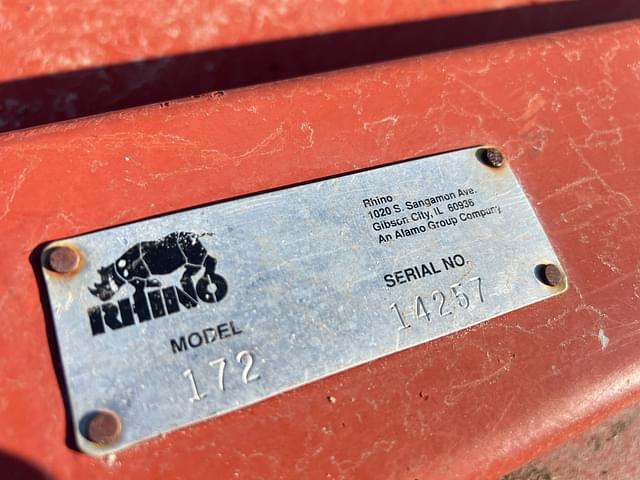 Rhino
1020 S. Sangamon Ave.
Gibson City, IL 60936
An Alamo Group Company
RHINO
MODEL
172
SERIAL NO.
14257